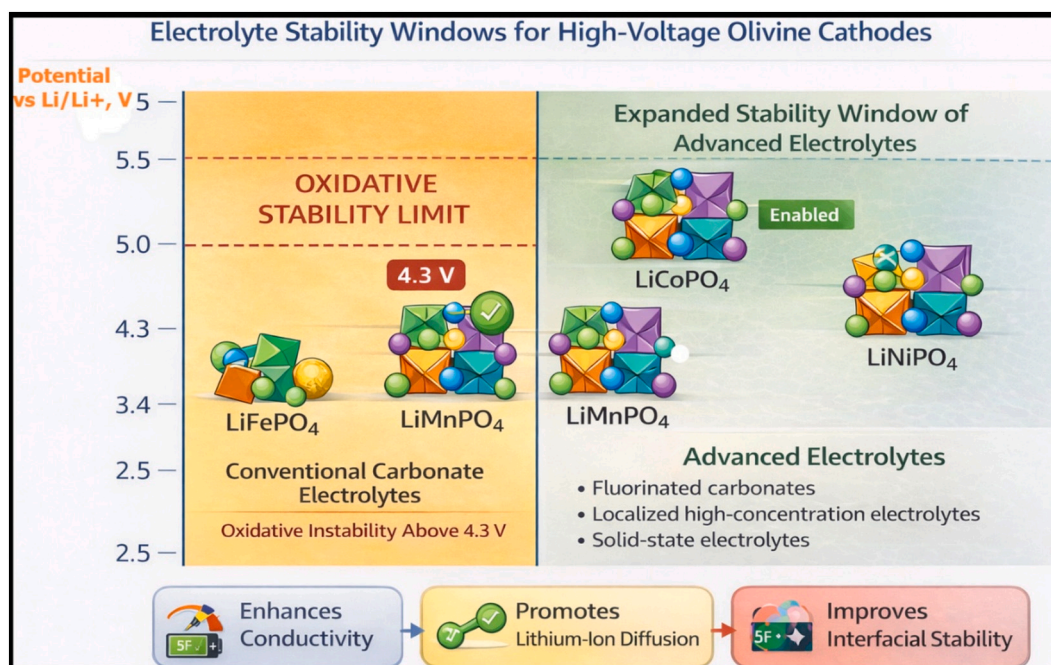 Electrolyte Stability Windows for High-Voltage Olivine Cathodes
Potential
vs Li/Li+, V
5
5.5
5.0
4.3
3.4
2.5
2.5
OXIDATIVE
STABILITY LIMIT
4.3 V
LiFePO₄
LiMnPO₄
Conventional Carbonate
Electrolytes
Oxidative Instability Above 4.3 V
Expanded Stability Window of
Advanced Electrolytes
Enabled
LiCoPO₄
LiNiPO₄
LiMnPO₄
Advanced Electrolytes
• Fluorinated carbonates
• Localized high-concentration electrolytes
• Solid-state electrolytes
Enhances
Conductivity
5F
Promotes
Lithium-Ion Diffusion
Improves
Interfacial Stability
5F